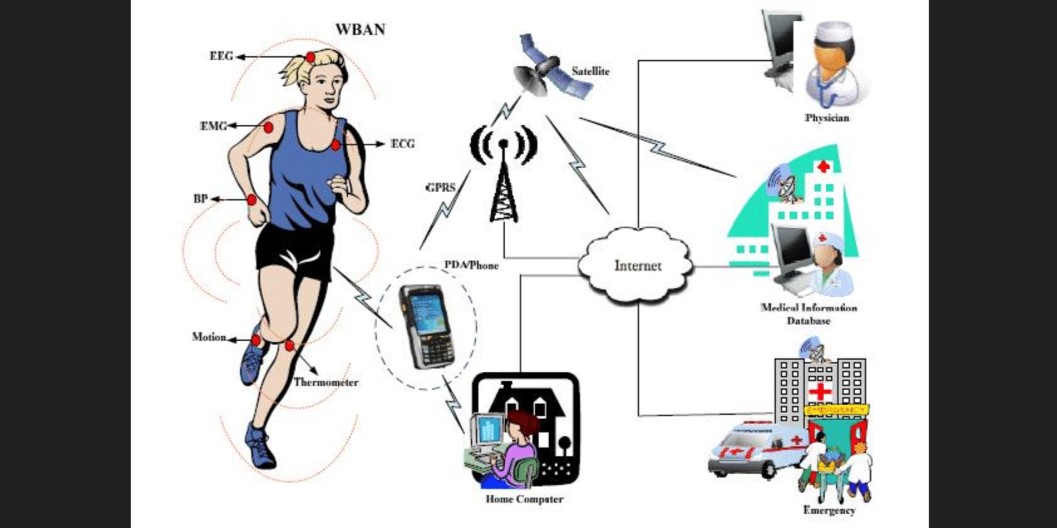 WBAN
EEG
Satellite
Physician
EMG
ECG
GPRS
BP
PDA/Phone
Internet
Medical Information
Database
Motion
Thermometer
EMERGENCY
Home Computer
Emergency